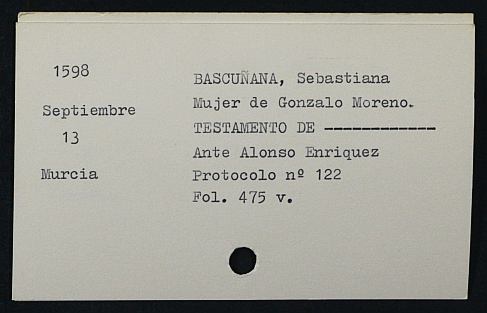 1598
Septiembre
13
Murcia
BASCUÑANA, Sebastiana
Mujer de Gonzalo Moreno.
TESTAMENTO DE ------------
Ante Alonso Enriquez
Protocolo nº 122
Fol. 475 v.